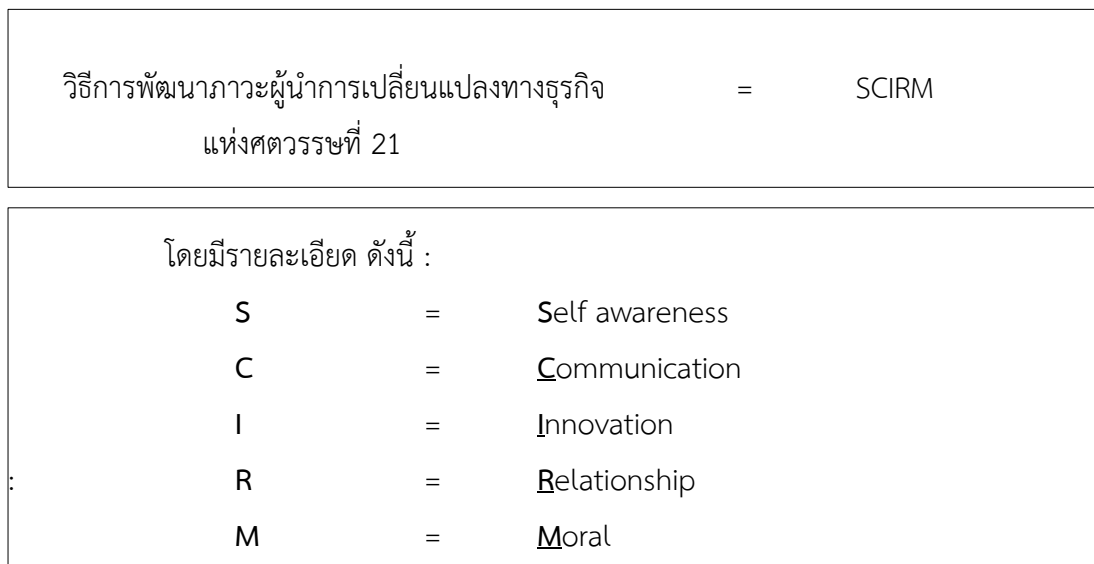 วิธีการพัฒนาภาวะผู้นำการเปลี่ยนแปลงทางธุรกิจ = SCIRM
แห่งศตวรรษที่ 21
โดยมีรายละเอียด ดังนี้ :
S = Self awareness
C = Communication
I = Innovation
: R = Relationship
M = Moral